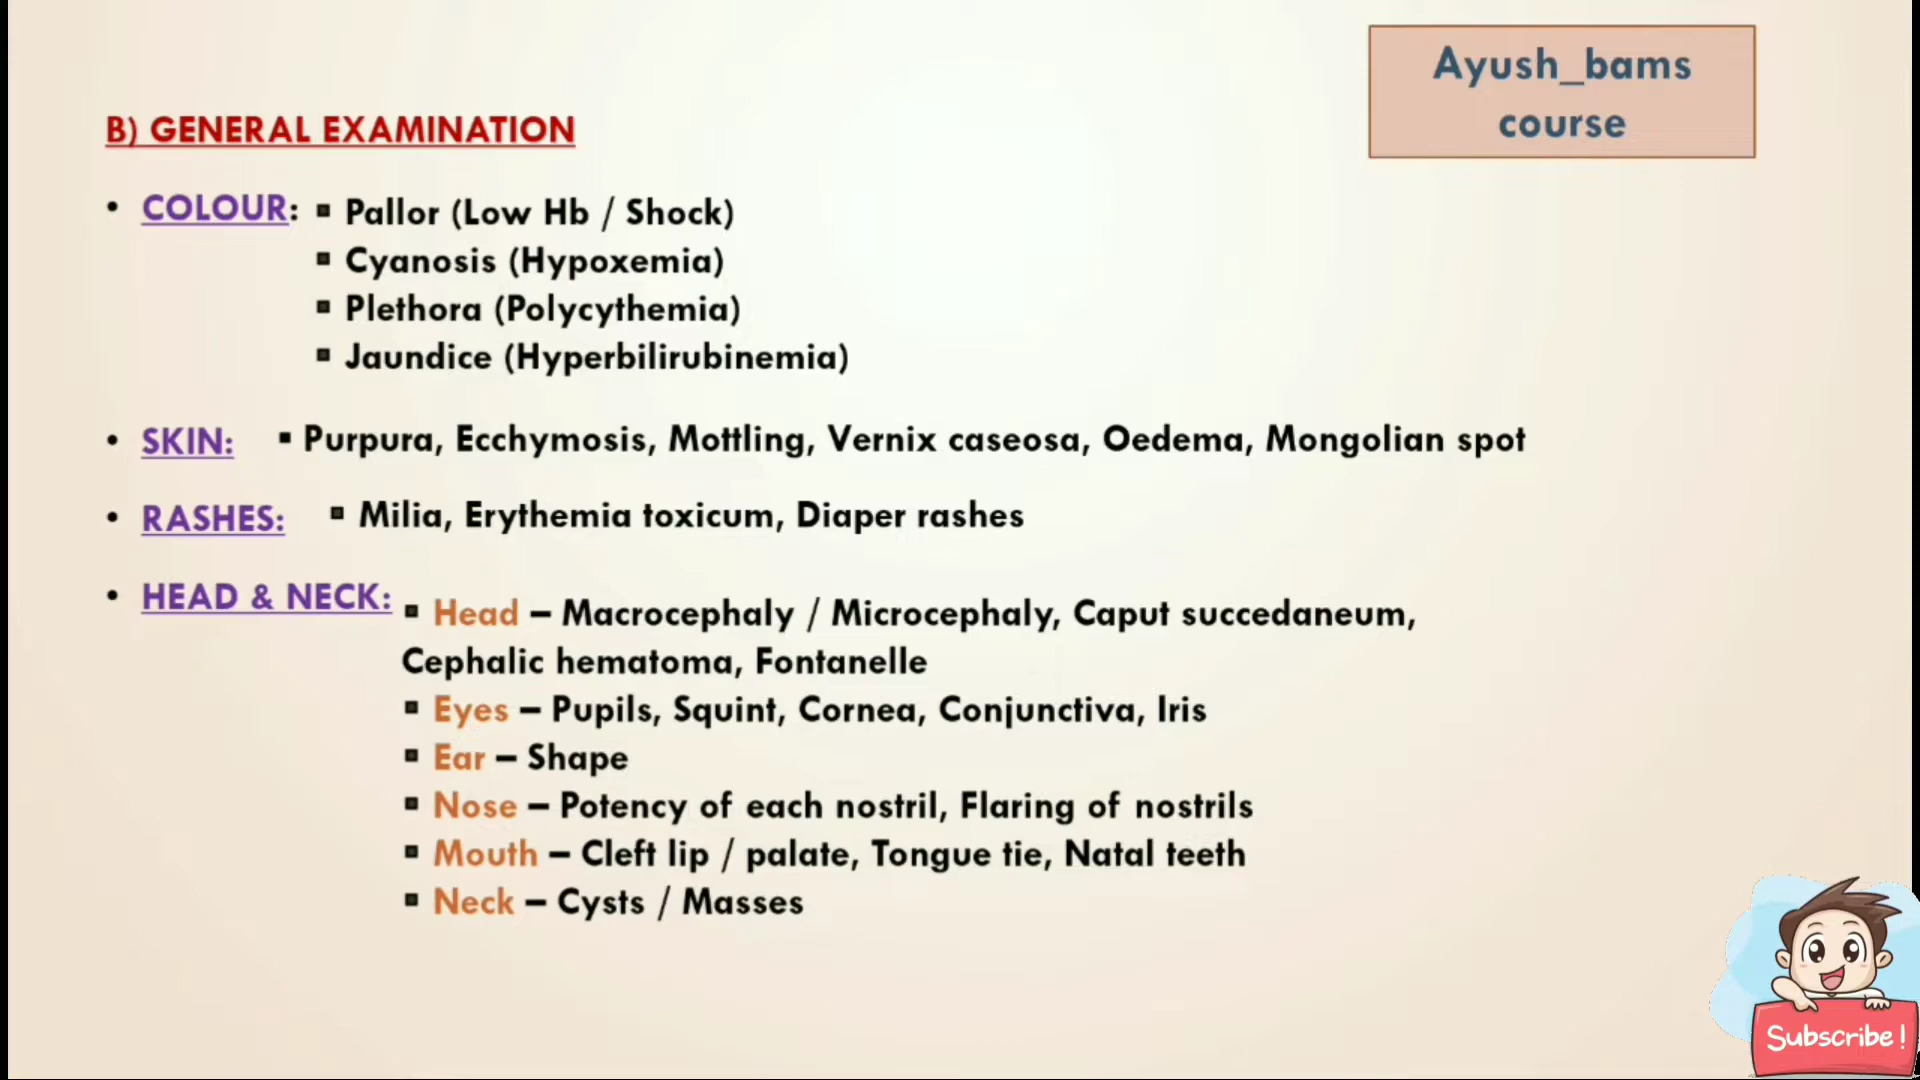 Ayush_bams
course
B) GENERAL EXAMINATION
• COLOUR: ▪ Pallor (Low Hb / Shock)
▪ Cyanosis (Hypoxemia)
▪ Plethora (Polycythemia)
▪ Jaundice (Hyperbilirubinemia)
• SKIN: ▪ Purpura, Ecchymosis, Mottling, Vernix caseosa, Oedema, Mongolian spot
• RASHES: ▪ Milia, Erythemia toxicum, Diaper rashes
• HEAD & NECK: ▪ Head – Macrocephaly / Microcephaly, Caput succedaneum,
Cephalic hematoma, Fontanelle
▪ Eyes – Pupils, Squint, Cornea, Conjunctiva, Iris
▪ Ear – Shape
▪ Nose – Potency of each nostril, Flaring of nostrils
▪ Mouth – Cleft lip / palate, Tongue tie, Natal teeth
▪ Neck – Cysts / Masses
Subscribe!